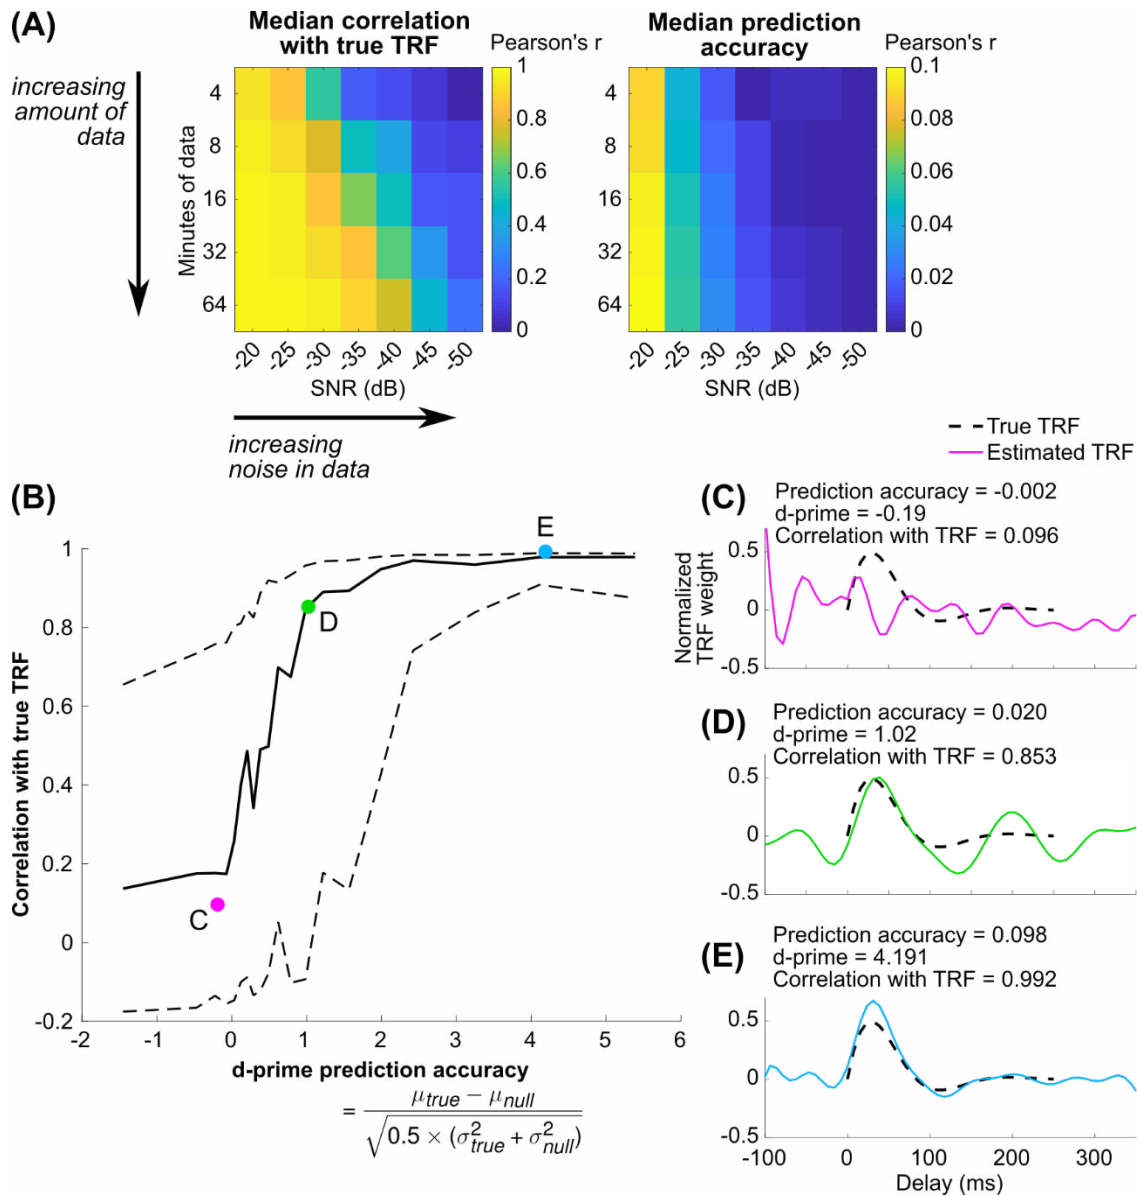 (A)
increasing
amount of
data
Median correlation
with true TRF
Pearson's r
Minutes of data
4
8
16
32
64
-20
-25
-30
-35
-40
-45
-50
SNR (dB)
1
0.8
0.6
0.4
0.2
0
Median prediction
accuracy
Pearson's r
4
8
16
32
64
-20
-25
-30
-35
-40
-45
-50
SNR (dB)
0.1
0.08
0.06
0.04
0.02
0
increasing
noise in data
True TRF
Estimated TRF
(B)
Correlation with true TRF
1
0.8
0.6
0.4
0.2
0
-0.2
C
D
E
-2
-1
0
1
2
3
4
5
6
d-prime prediction accuracy
= μtrue − μnull / √0.5 × (σ²true + σ²null)
(C)
Prediction accuracy = -0.002
d-prime = -0.19
Correlation with TRF = 0.096
Normalized
TRF weight
0.5
0
-0.5
(D)
Prediction accuracy = 0.020
d-prime = 1.02
Correlation with TRF = 0.853
0.5
0
-0.5
(E)
Prediction accuracy = 0.098
d-prime = 4.191
Correlation with TRF = 0.992
0.5
0
-0.5
-100
0
100
200
300
Delay (ms)